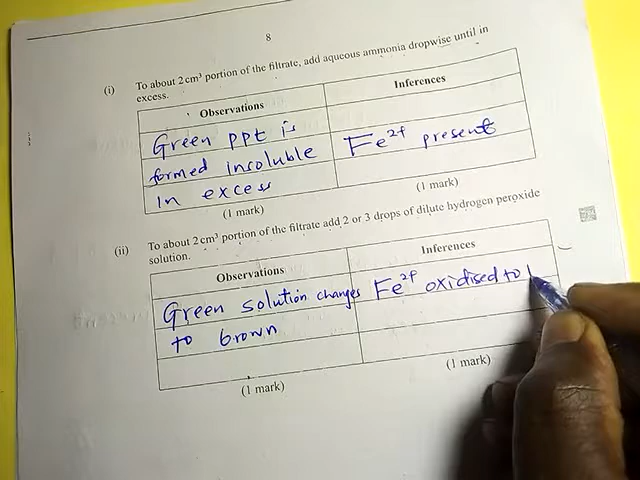 8
(i) To about 2 cm³ portion of the filtrate, add aqueous ammonia dropwise until in
excess.
Observations
Inferences
Green ppt is
formed insoluble
in excess
Fe²⁺ present
(1 mark)
(1 mark)
(ii) To about 2 cm³ portion of the filtrate add 2 or 3 drops of dilute hydrogen peroxide
solution.
Observations
Inferences
Green solution changes
to brown
Fe²⁺ oxidised to
(1 mark)
(1 mark)